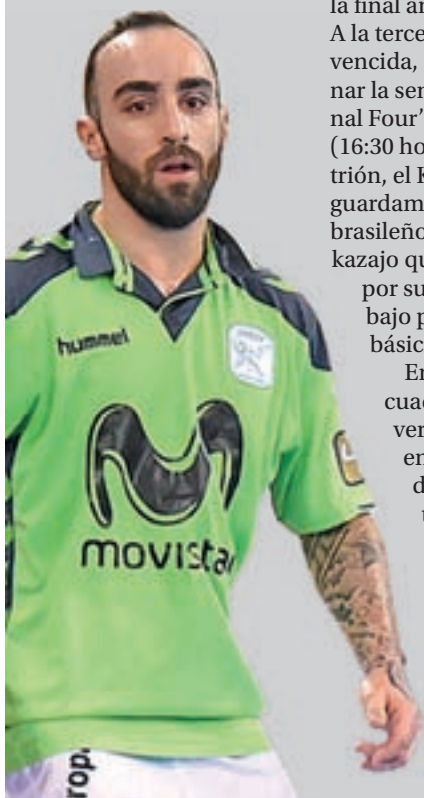 la final an
A la terce
vencida,
nar la sen
nal Four’
(16:30 ho
trión, el K
guardam
brasileño
kazajo qu
por su
bajo p
básic
En
cuad
ver
en
d
u
hummel
movistar
rop